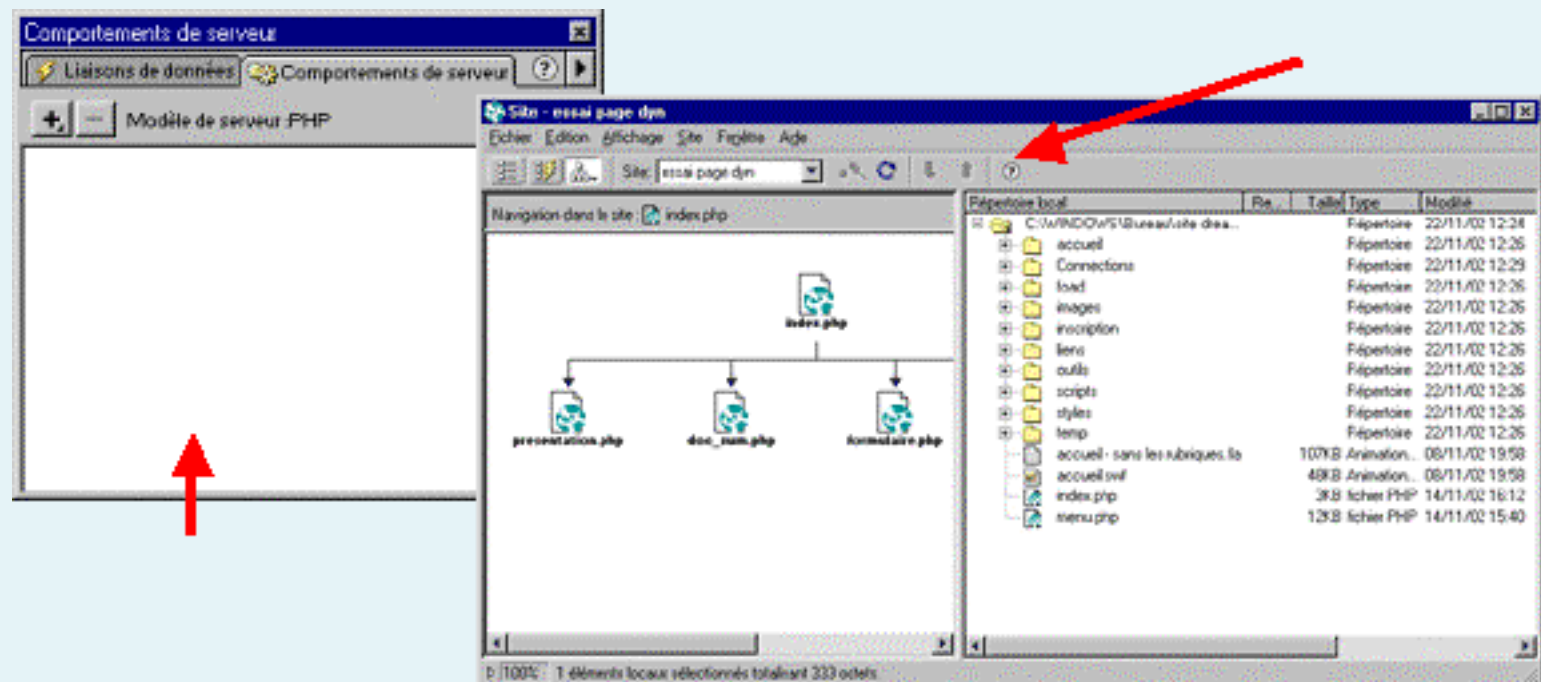 Comportements de serveur
Liaisons de données Comportements de serveur ?
+ - Modèle de serveur :PHP
Site - essai page dyn
Fichier Edition Affichage Site Fenêtre Aide
Site: essai page dyn ?
Navigation dans le site : index.php
index.php
presentation.php doc_num.php formulaire.php
Répertoire local Re... Taille Type Modifié
C:\WINDOWS\Bureau\site drea... Répertoire 22/11/02 12:24
accueil Répertoire 22/11/02 12:26
Connections Répertoire 22/11/02 12:29
Répertoire 22/11/02 12:26
images Répertoire 22/11/02 12:26
inscription Répertoire 22/11/02 12:26
liens Répertoire 22/11/02 12:26
outils Répertoire 22/11/02 12:26
scripts Répertoire 22/11/02 12:26
styles Répertoire 22/11/02 12:26
temp Répertoire 22/11/02 12:26
accueil - sans les rubriques.fla 107KB Animation... 08/11/02 19:58
accueil.swf 48KB Animation... 08/11/02 19:58
index.php 3KB fichier PHP 14/11/02 16:12
menu.php 12KB fichier PHP 14/11/02 15:40
100% 1 éléments locaux sélectionnés totalisant 333 octets.